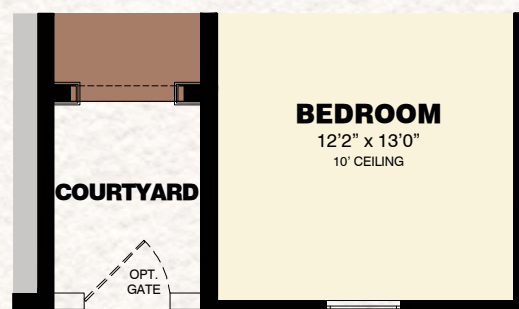 BEDROOM
12’2” x 13’0”
10’ CEILING
COURTYARD
OPT.
GATE